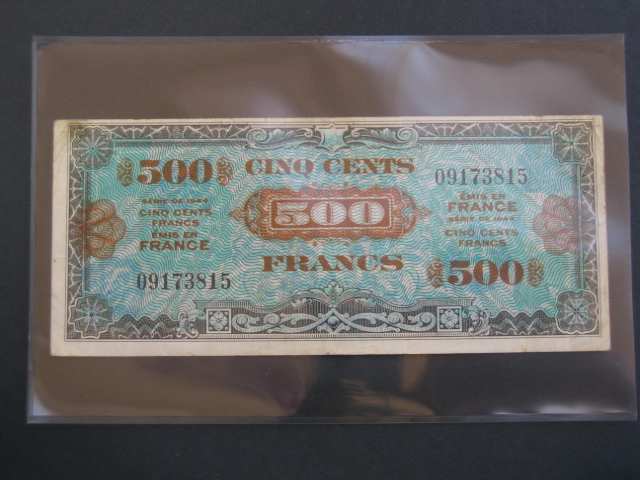 500
SÉRIE DE 1944
CINQ CENTS
FRANCS
ÉMIS EN
FRANCE
09173815
CINQ CENTS
500
FRANCS
09173815
ÉMIS EN
FRANCE
SÉRIE DE 1944
CINQ CENTS
FRANCS
500